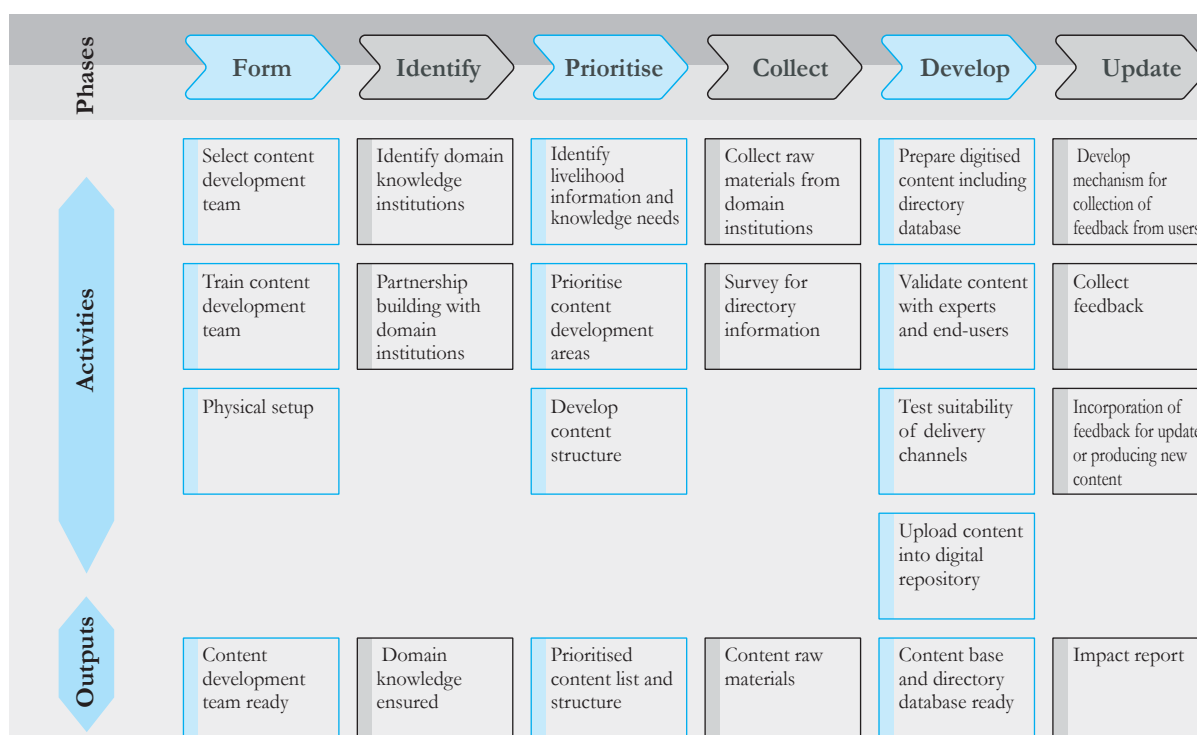 Phases
Form
Identify
Prioritise
Collect
Develop
Update
Activities
Select content
development
team
Identify domain
knowledge
institutions
Identify
livelihood
information and
knowledge needs
Collect raw
materials from
domain
institutions
Prepare digitised
content including
directory
database
Develop
mechanism for
collection of
feedback from users
Train content
development
team
Partnership
building with
domain
institutions
Prioritise
content
development
areas
Survey for
directory
information
Validate content
with experts
and end-users
Collect
feedback
Physical setup
Develop
content
structure
Test suitability
of delivery
channels
Incorporation of
feedback for update
or producing new
content
Upload content
into digital
repository
Outputs
Content
development
team ready
Domain
knowledge
ensured
Prioritised
content list and
structure
Content raw
materials
Content base
and directory
database ready
Impact report